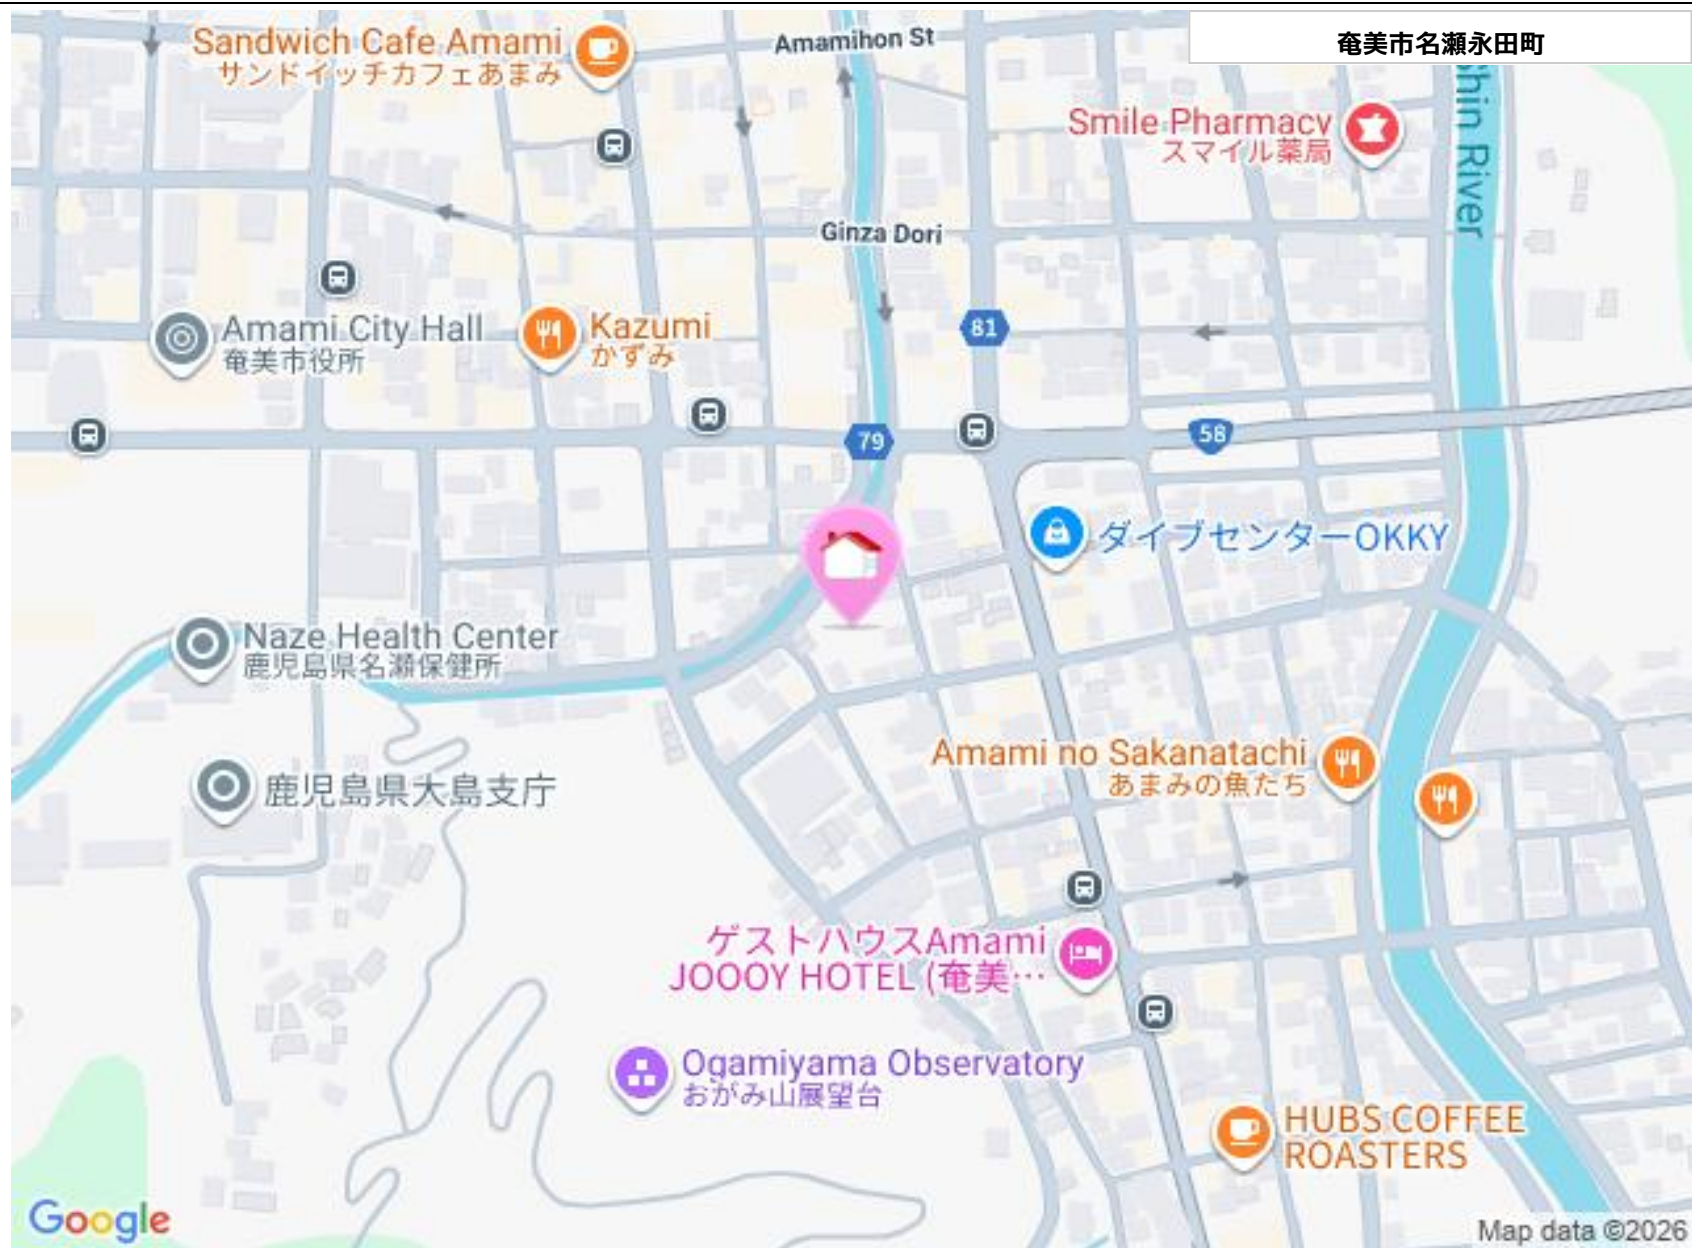 奄美市名瀬永田町
Sandwich Cafe Amami
サンドイッチカフェあまみ
Amamihon St
Smile Pharmacy
スマイル薬局
Shin River
Ginza Dori
Amami City Hall
奄美市役所
Kazumi
かずみ
81
79
58
ダイブセンターOKKY
Naze Health Center
鹿児島県名瀬保健所
鹿児島県大島支庁
Amami no Sakanatachi
あまみの魚たち
ゲストハウスAmami
JOOOY HOTEL (奄美…
Ogamiyama Observatory
おがみ山展望台
HUBS COFFEE
ROASTERS
Google
Map data ©2026